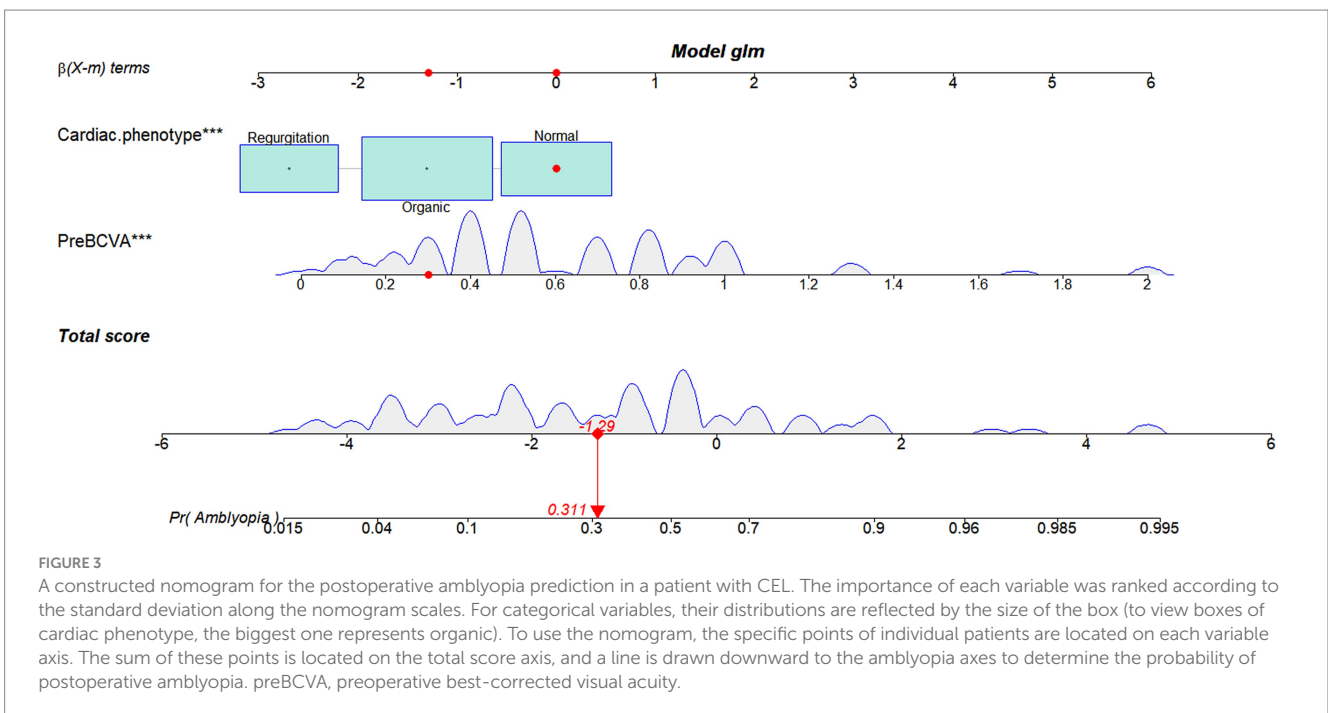 Model glm
β(X-m) terms
-3 -2 -1 0 1 2 3 4 5 6
Cardiac.phenotype***
Regurgitation
Normal
Organic
PreBCVA***
0 0.2 0.4 0.6 0.8 1 1.2 1.4 1.6 1.8 2
Total score
-1.29
-6 -4 -2 0 2 4 6
0.311
Pr( Amblyopia )
0.015 0.04 0.1 0.3 0.5 0.7 0.9 0.96 0.985 0.995
FIGURE 3
A constructed nomogram for the postoperative amblyopia prediction in a patient with CEL. The importance of each variable was ranked according to
the standard deviation along the nomogram scales. For categorical variables, their distributions are reflected by the size of the box (to view boxes of
cardiac phenotype, the biggest one represents organic). To use the nomogram, the specific points of individual patients are located on each variable
axis. The sum of these points is located on the total score axis, and a line is drawn downward to the amblyopia axes to determine the probability of
postoperative amblyopia. preBCVA, preoperative best-corrected visual acuity.